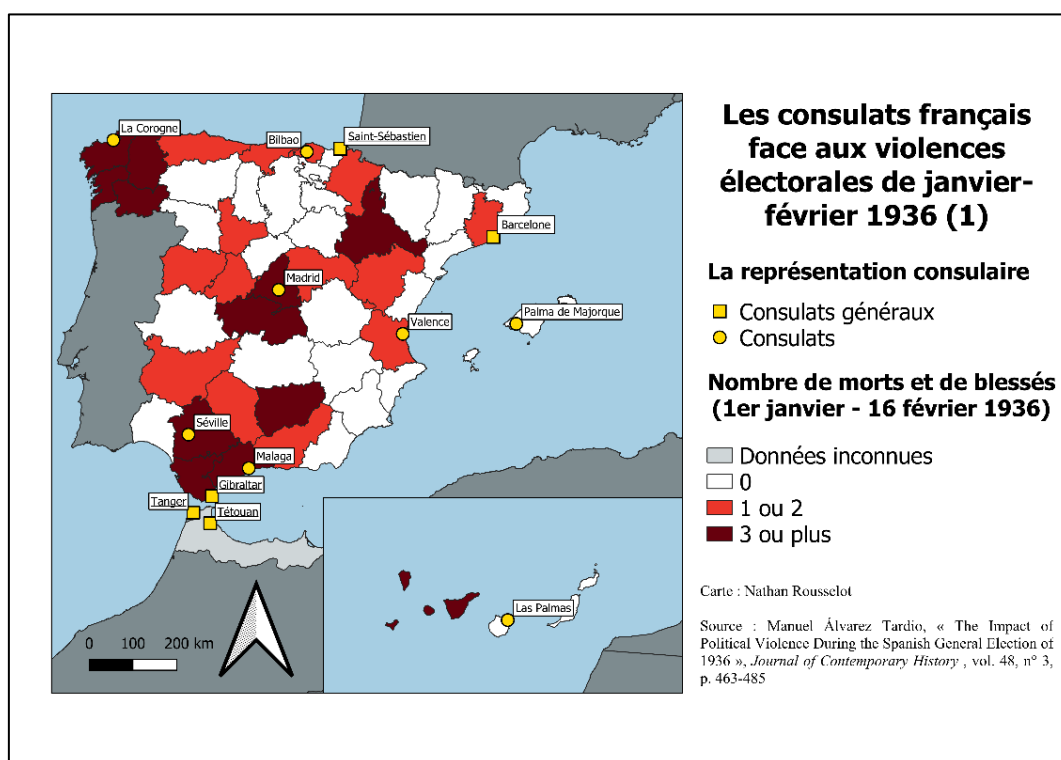 Les consulats français
face aux violences
électorales de janvier-
février 1936 (1)
La représentation consulaire
Consulats généraux
Consulats
Nombre de morts et de blessés
(1er janvier - 16 février 1936)
Données inconnues
0
1 ou 2
3 ou plus
Carte : Nathan Rousselot
Source : Manuel Álvarez Tardio, « The Impact of
Political Violence During the Spanish General Election of
1936 », Journal of Contemporary History , vol. 48, n° 3,
p. 463-485
La Corogne
Bilbao
Saint-Sébastien
Barcelone
Madrid
Palma de Majorque
Valence
Séville
Malaga
Gibraltar
Tanger
Tétouan
Las Palmas
0 100 200 km